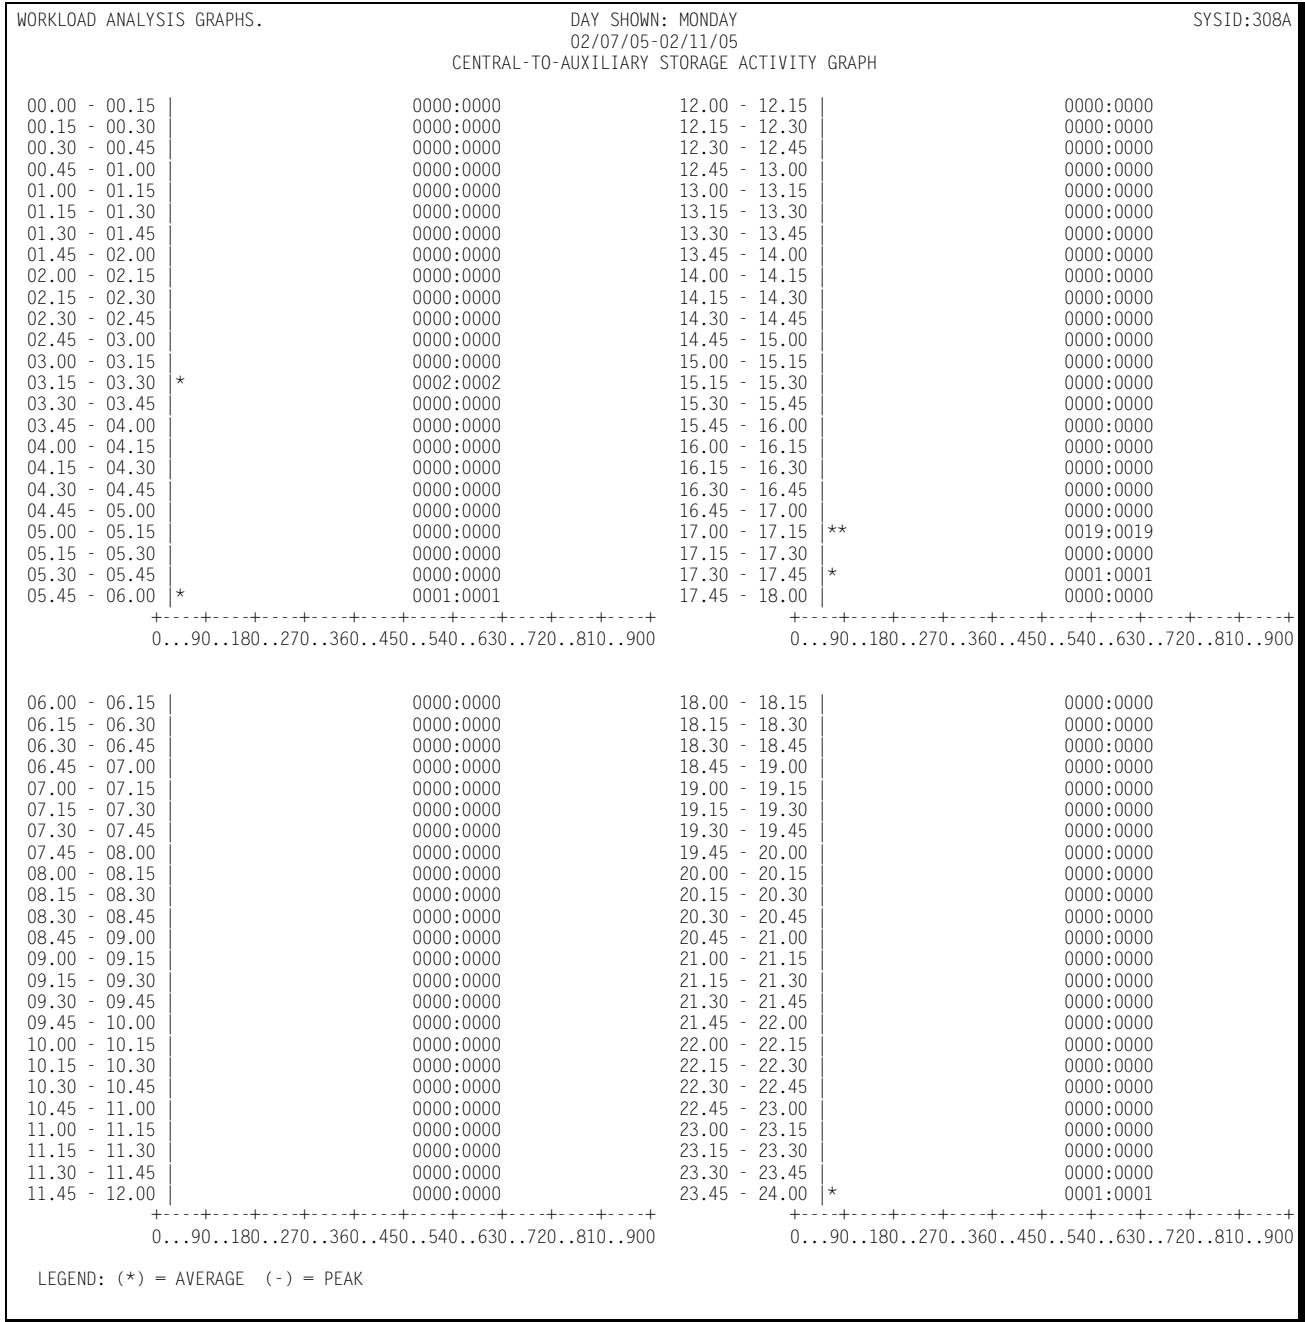 WORKLOAD ANALYSIS GRAPHS. DAY SHOWN: MONDAY SYSID:308A
02/07/05-02/11/05
CENTRAL-TO-AUXILIARY STORAGE ACTIVITY GRAPH
00.00 - 00.15 | 0000:0000 12.00 - 12.15 | 0000:0000
00.15 - 00.30 | 0000:0000 12.15 - 12.30 | 0000:0000
00.30 - 00.45 | 0000:0000 12.30 - 12.45 | 0000:0000
00.45 - 01.00 | 0000:0000 12.45 - 13.00 | 0000:0000
01.00 - 01.15 | 0000:0000 13.00 - 13.15 | 0000:0000
01.15 - 01.30 | 0000:0000 13.15 - 13.30 | 0000:0000
01.30 - 01.45 | 0000:0000 13.30 - 13.45 | 0000:0000
01.45 - 02.00 | 0000:0000 13.45 - 14.00 | 0000:0000
02.00 - 02.15 | 0000:0000 14.00 - 14.15 | 0000:0000
02.15 - 02.30 | 0000:0000 14.15 - 14.30 | 0000:0000
02.30 - 02.45 | 0000:0000 14.30 - 14.45 | 0000:0000
02.45 - 03.00 | 0000:0000 14.45 - 15.00 | 0000:0000
03.00 - 03.15 | 0000:0000 15.00 - 15.15 | 0000:0000
03.15 - 03.30 |* 0002:0002 15.15 - 15.30 | 0000:0000
03.30 - 03.45 | 0000:0000 15.30 - 15.45 | 0000:0000
03.45 - 04.00 | 0000:0000 15.45 - 16.00 | 0000:0000
04.00 - 04.15 | 0000:0000 16.00 - 16.15 | 0000:0000
04.15 - 04.30 | 0000:0000 16.15 - 16.30 | 0000:0000
04.30 - 04.45 | 0000:0000 16.30 - 16.45 | 0000:0000
04.45 - 05.00 | 0000:0000 16.45 - 17.00 | 0000:0000
05.00 - 05.15 | 0000:0000 17.00 - 17.15 |** 0019:0019
05.15 - 05.30 | 0000:0000 17.15 - 17.30 | 0000:0000
05.30 - 05.45 | 0000:0000 17.30 - 17.45 |* 0001:0001
05.45 - 06.00 |* 0001:0001 17.45 - 18.00 | 0000:0000
+----+----+----+----+----+----+----+----+----+----+ +----+----+----+----+----+----+----+----+----+----+
0...90..180..270..360..450..540..630..720..810..900 0...90..180..270..360..450..540..630..720..810..900
06.00 - 06.15 | 0000:0000 18.00 - 18.15 | 0000:0000
06.15 - 06.30 | 0000:0000 18.15 - 18.30 | 0000:0000
06.30 - 06.45 | 0000:0000 18.30 - 18.45 | 0000:0000
06.45 - 07.00 | 0000:0000 18.45 - 19.00 | 0000:0000
07.00 - 07.15 | 0000:0000 19.00 - 19.15 | 0000:0000
07.15 - 07.30 | 0000:0000 19.15 - 19.30 | 0000:0000
07.30 - 07.45 | 0000:0000 19.30 - 19.45 | 0000:0000
07.45 - 08.00 | 0000:0000 19.45 - 20.00 | 0000:0000
08.00 - 08.15 | 0000:0000 20.00 - 20.15 | 0000:0000
08.15 - 08.30 | 0000:0000 20.15 - 20.30 | 0000:0000
08.30 - 08.45 | 0000:0000 20.30 - 20.45 | 0000:0000
08.45 - 09.00 | 0000:0000 20.45 - 21.00 | 0000:0000
09.00 - 09.15 | 0000:0000 21.00 - 21.15 | 0000:0000
09.15 - 09.30 | 0000:0000 21.15 - 21.30 | 0000:0000
09.30 - 09.45 | 0000:0000 21.30 - 21.45 | 0000:0000
09.45 - 10.00 | 0000:0000 21.45 - 22.00 | 0000:0000
10.00 - 10.15 | 0000:0000 22.00 - 22.15 | 0000:0000
10.15 - 10.30 | 0000:0000 22.15 - 22.30 | 0000:0000
10.30 - 10.45 | 0000:0000 22.30 - 22.45 | 0000:0000
10.45 - 11.00 | 0000:0000 22.45 - 23.00 | 0000:0000
11.00 - 11.15 | 0000:0000 23.00 - 23.15 | 0000:0000
11.15 - 11.30 | 0000:0000 23.15 - 23.30 | 0000:0000
11.30 - 11.45 | 0000:0000 23.30 - 23.45 | 0000:0000
11.45 - 12.00 | 0000:0000 23.45 - 24.00 |* 0001:0001
+----+----+----+----+----+----+----+----+----+----+ +----+----+----+----+----+----+----+----+----+----+
0...90..180..270..360..450..540..630..720..810..900 0...90..180..270..360..450..540..630..720..810..900
LEGEND: (*) = AVERAGE (-) = PEAK